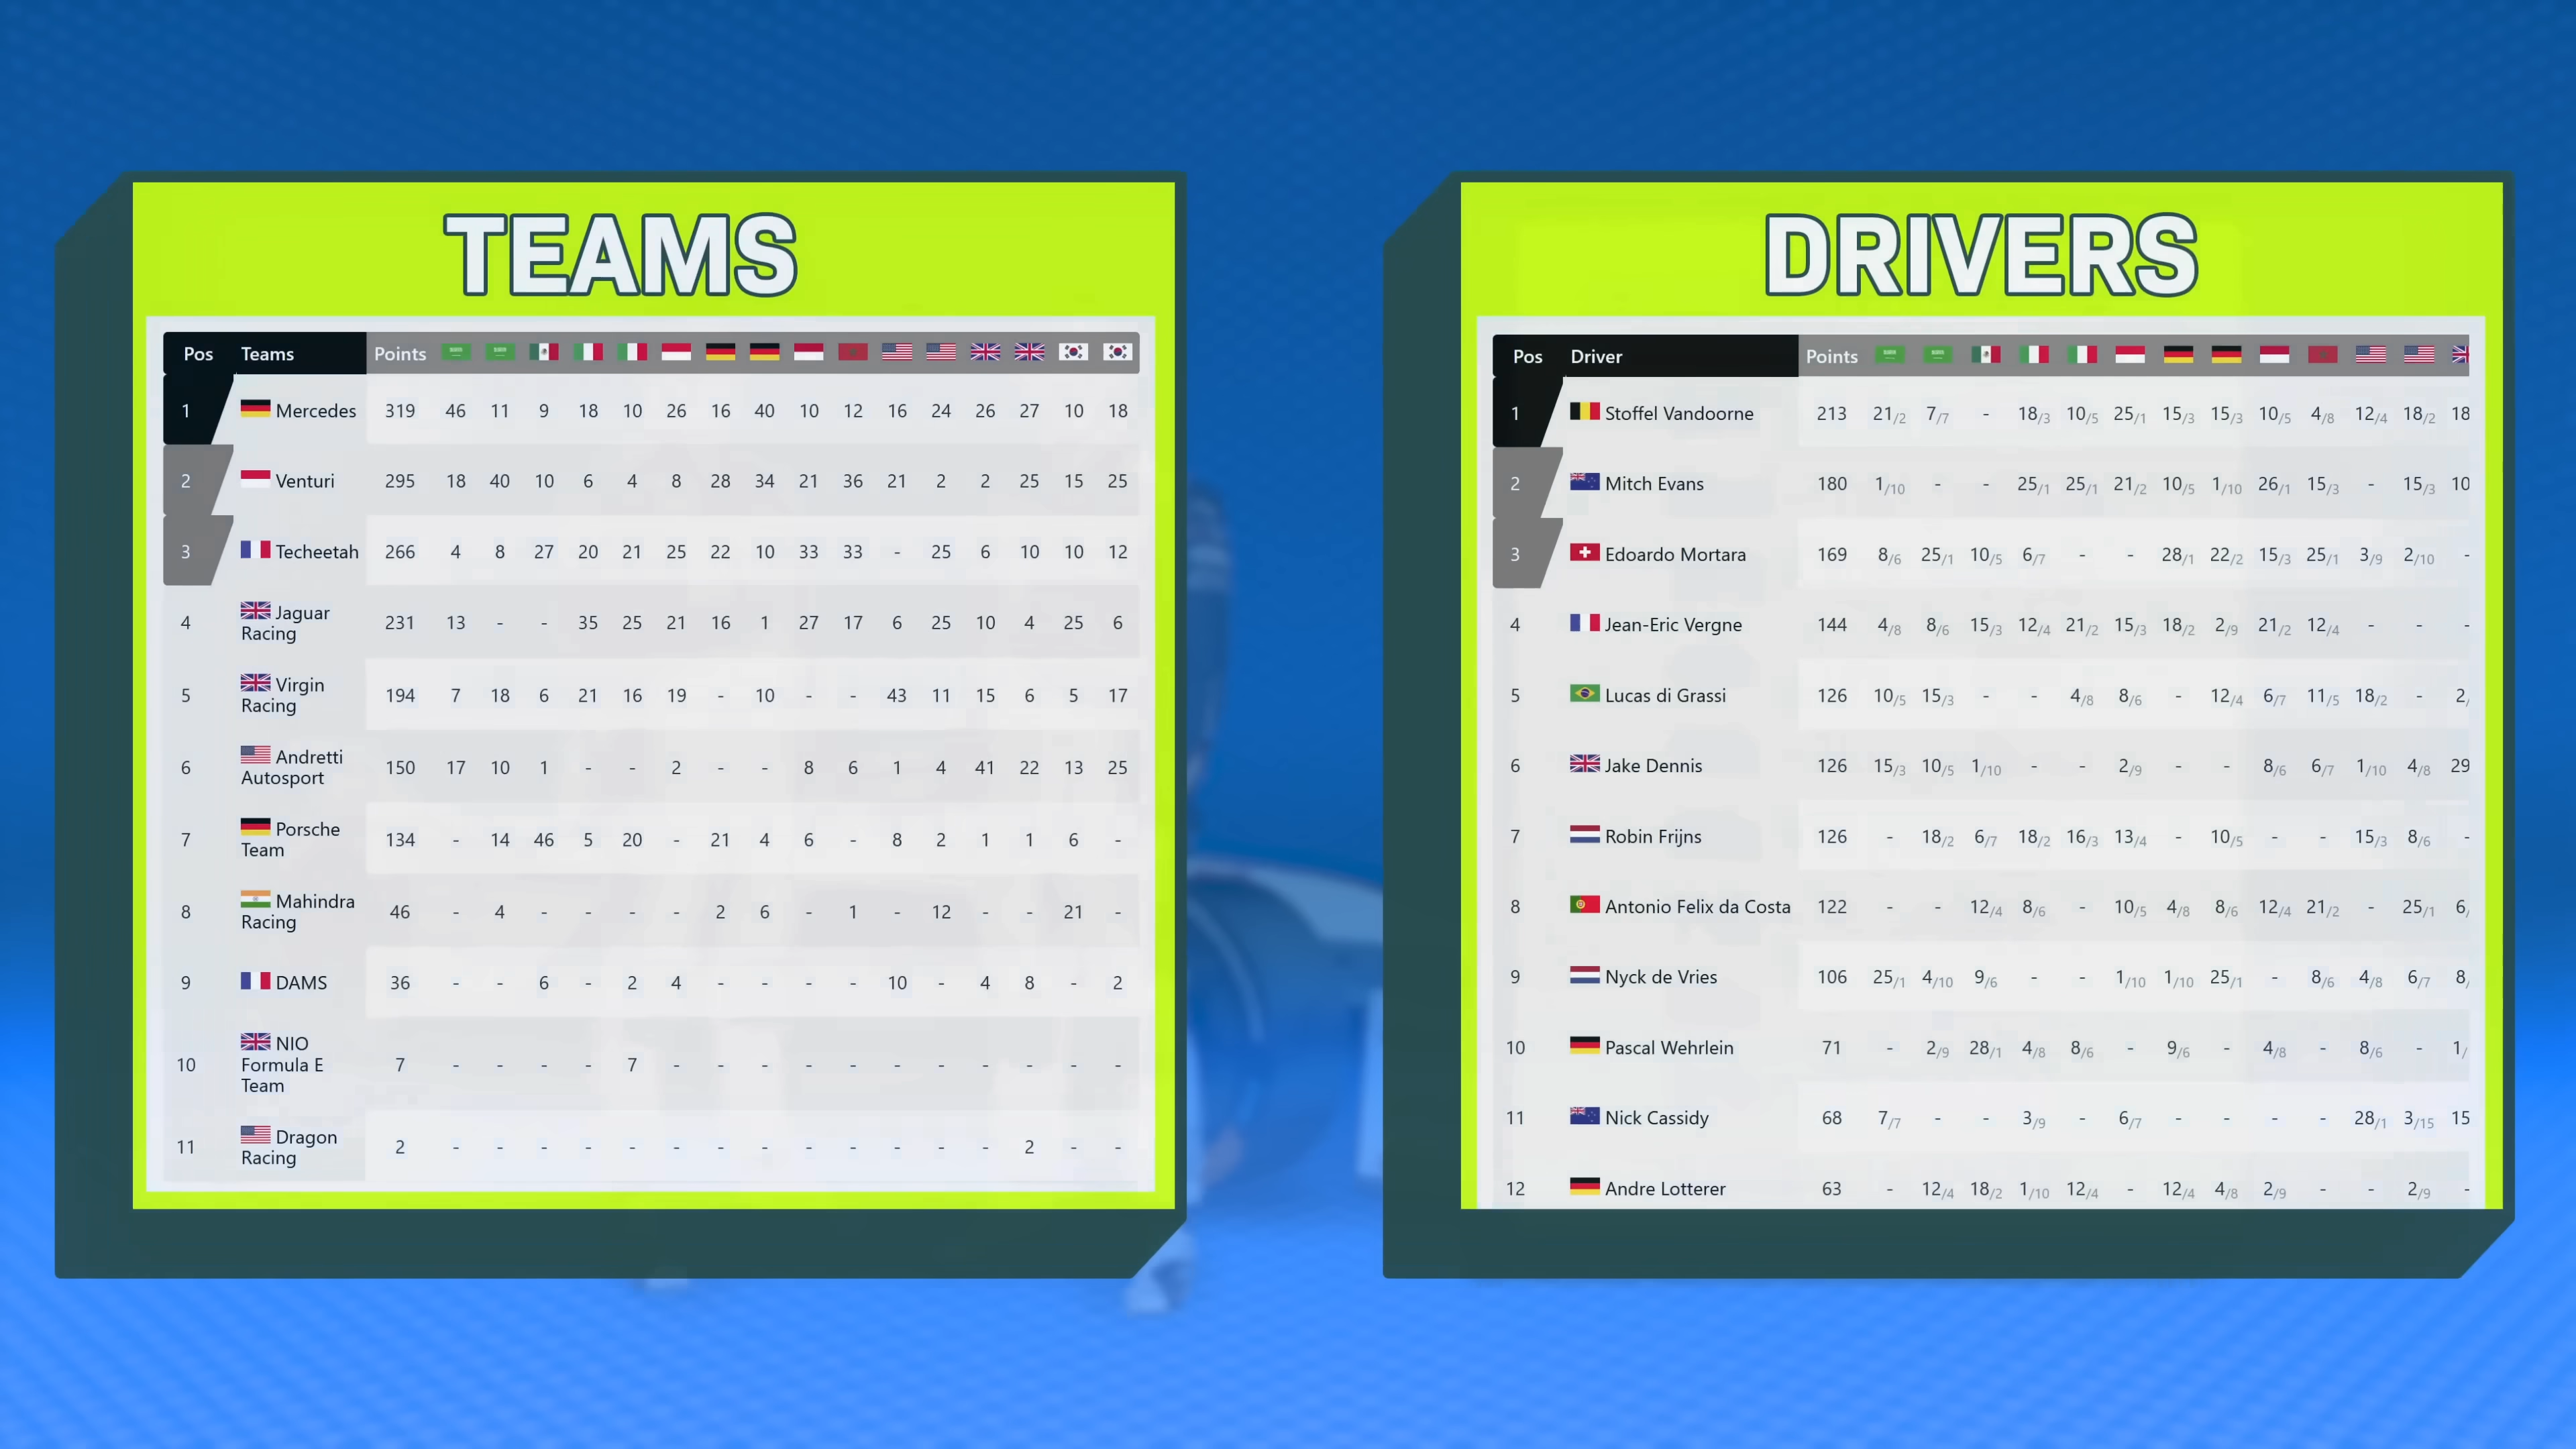 TEAMS
Pos Teams Points
1 Mercedes 319 46 11 9 18 10 26 16 40 10 12 16 24 26 27 10 18
2 Venturi 295 18 40 10 6 4 8 28 34 21 36 21 2 2 25 15 25
3 Techeetah 266 4 8 27 20 21 25 22 10 33 33 - 25 6 10 10 12
4 Jaguar
Racing 231 13 - - 35 25 21 16 1 27 17 6 25 10 4 25 6
5 Virgin
Racing 194 7 18 6 21 16 19 - 10 - - 43 11 15 6 5 17
6 Andretti
Autosport 150 17 10 1 - - 2 - - 8 6 1 4 41 22 13 25
7 Porsche
Team 134 - 14 46 5 20 - 21 4 6 - 8 2 1 1 6 -
8 Mahindra
Racing 46 - 4 - - - - 2 6 - 1 - 12 - - 21 -
9 DAMS 36 - - 6 - 2 4 - - - - 10 - 4 8 - 2
10 NIO
Formula E
Team 7 - - - - 7 - - - - - - - - - - -
11 Dragon
Racing 2 - - - - - - - - - - - - - 2 - -
DRIVERS
Pos Driver Points
1 Stoffel Vandoorne 213 21/2 7/7 - 18/3 10/5 25/1 15/3 15/3 10/5 4/8 12/4 18/2 18
2 Mitch Evans 180 1/10 - - 25/1 25/1 21/2 10/5 1/10 26/1 15/3 - 15/3 10
3 Edoardo Mortara 169 8/6 25/1 10/5 6/7 - - 28/1 22/2 15/3 25/1 3/9 2/10 -
4 Jean-Eric Vergne 144 4/8 8/6 15/3 12/4 21/2 15/3 18/2 2/9 21/2 12/4 - - -
5 Lucas di Grassi 126 10/5 15/3 - - 4/8 8/6 - 12/4 6/7 11/5 18/2 - 2/
6 Jake Dennis 126 15/3 10/5 1/10 - - 2/9 - - 8/6 6/7 1/10 4/8 29
7 Robin Frijns 126 - 18/2 6/7 18/2 16/3 13/4 - 10/5 - - 15/3 8/6 -
8 Antonio Felix da Costa 122 - - 12/4 8/6 - 10/5 4/8 8/6 12/4 21/2 - 25/1 6/
9 Nyck de Vries 106 25/1 4/10 9/6 - - 1/10 1/10 25/1 - 8/6 4/8 6/7 8/
10 Pascal Wehrlein 71 - 2/9 28/1 4/8 8/6 - 9/6 - 4/8 - 8/6 - 1/
11 Nick Cassidy 68 7/7 - - 3/9 - 6/7 - - - - 28/1 3/15 15
12 Andre Lotterer 63 - 12/4 18/2 1/10 12/4 - 12/4 4/8 2/9 - - 2/9 -